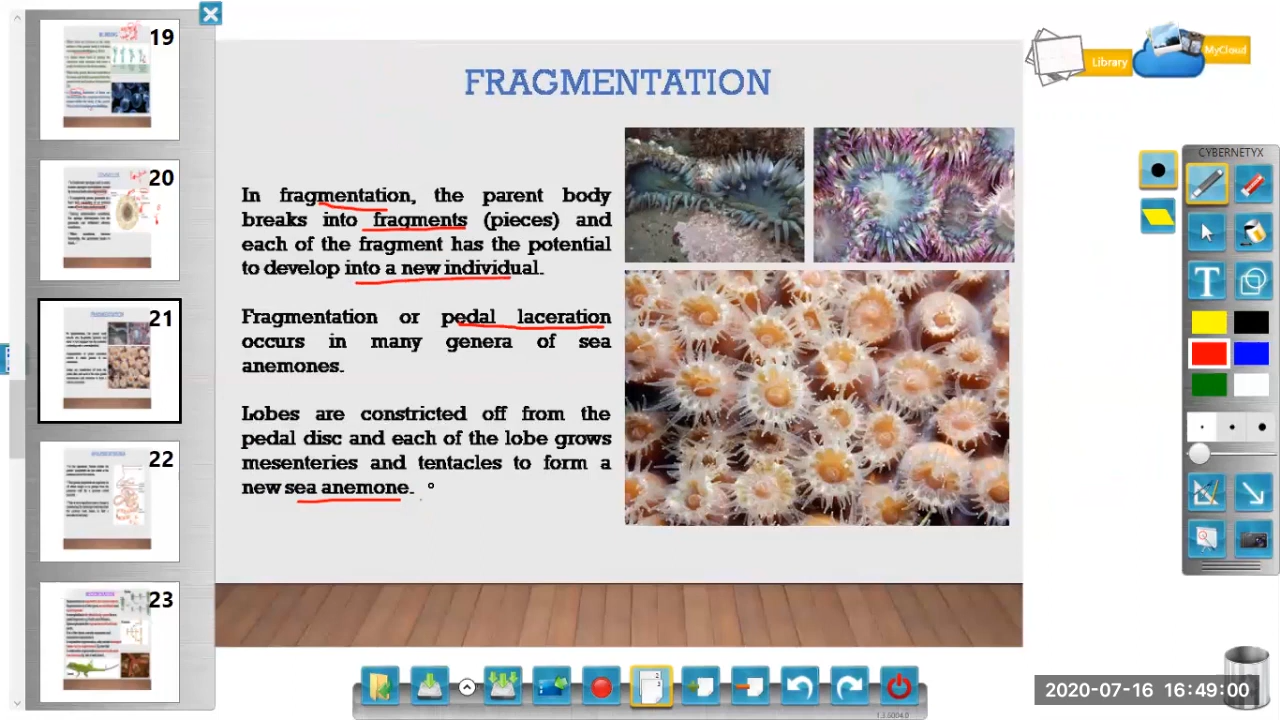 19
20
21
22
23
FRAGMENTATION
In fragmentation, the parent body
breaks into fragments (pieces) and
each of the fragment has the potential
to develop into a new individual.
Fragmentation or pedal laceration
occurs in many genera of sea
anemones.
Lobes are constricted off from the
pedal disc and each of the lobe grows
mesenteries and tentacles to form a
new sea anemone.
Library
MyCloud
CYBERNETYX
T
2020-07-16 16:49:00